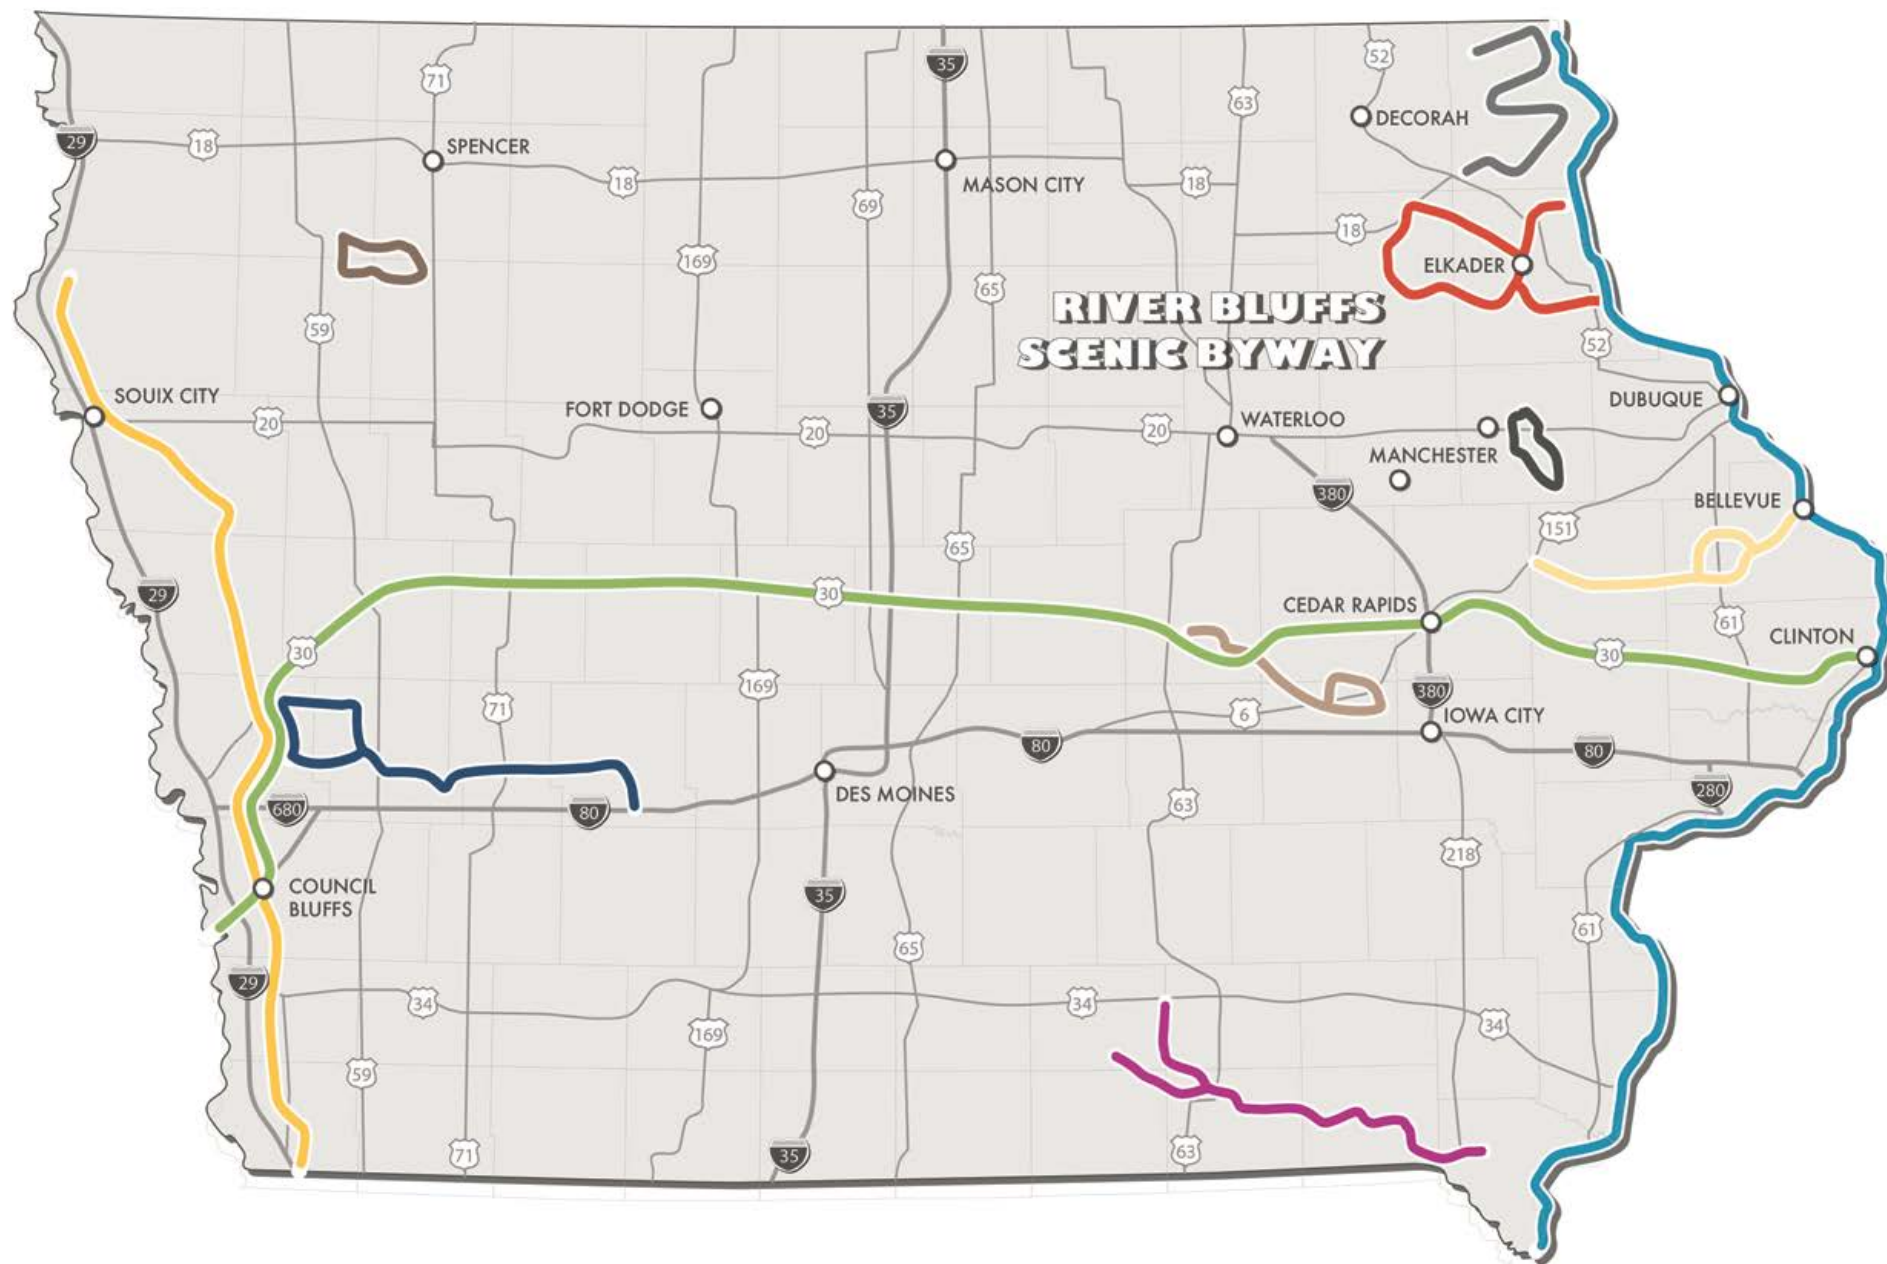 52
71
35
63
DECORAH
29
18
SPENCER
18
MASON CITY
18
69
18
169
ELKADER
65
RIVER BLUFFS
SCENIC BYWAY
59
52
SOUIX CITY
20
FORT DODGE
35
20
20
WATERLOO
DUBUQUE
MANCHESTER
380
BELLEVUE
151
65
29
30
CEDAR RAPIDS
61
CLINTON
30
30
169
380
71
6
IOWA CITY
80
80
DES MOINES
680
80
63
280
218
COUNCIL
BLUFFS
35
61
65
29
34
34
34
169
59
71
35
63